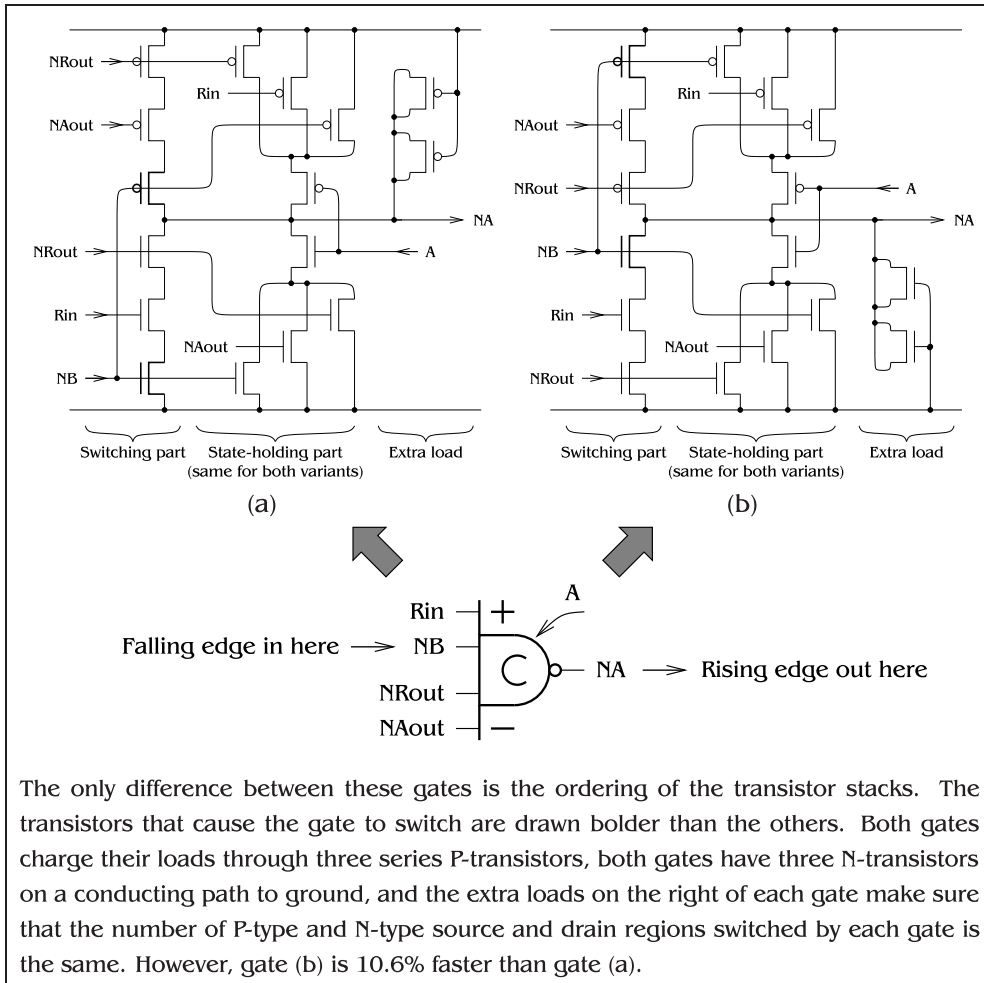 NRout
Rin
NAout
NA
NRout
A
Rin
NAout
NB
Switching part
State-holding part
(same for both variants)
Extra load
(a)
Rin
NAout
NRout
A
NA
NB
Rin
NAout
NRout
Switching part
State-holding part
(same for both variants)
Extra load
(b)
A
Rin
+
Falling edge in here
NB
C
NA
Rising edge out here
NRout
NAout
−
The only difference between these gates is the ordering of the transistor stacks. The
transistors that cause the gate to switch are drawn bolder than the others. Both gates
charge their loads through three series P-transistors, both gates have three N-transistors
on a conducting path to ground, and the extra loads on the right of each gate make sure
that the number of P-type and N-type source and drain regions switched by each gate is
the same. However, gate (b) is 10.6% faster than gate (a).